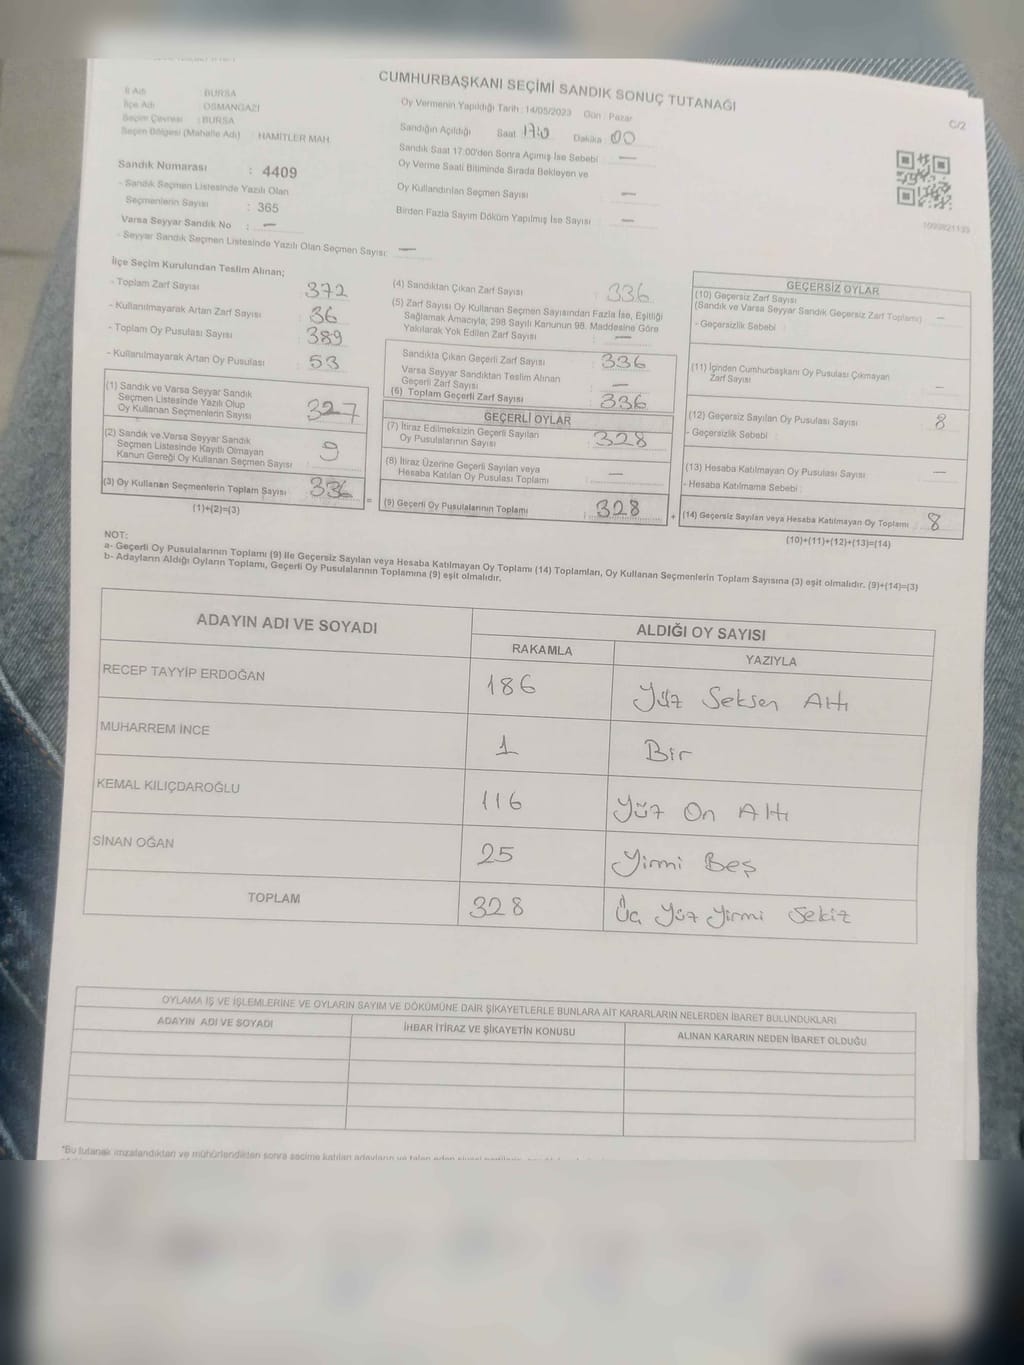 CUMHURBAŞKANI SEÇİMİ SANDIK SONUÇ TUTANAĞI
C/2
İl Adı : BURSA
İlçe Adı : OSMANGAZİ
Seçim Çevresi : BURSA
Seçim Bölgesi (Mahalle Adı) : HAMİTLER MAH.
Oy Vermenin Yapıldığı Tarih : 14/05/2023 Gün : Pazar
Sandığın Açıldığı Saat 17:0 Dakika : 00
Sandık Saat 17:00'den Sonra Açımış İse Sebebi —
Oy Verme Saati Bitiminde Sırada Bekleyen ve
Oy Kullandırılan Seçmen Sayısı —
Birden Fazla Sayım Döküm Yapılmış İse Sayısı —
Sandık Numarası : 4409
- Sandık Seçmen Listesinde Yazılı Olan
Seçmenlerin Sayısı : 365
Varsa Seyyar Sandık No : —
- Seyyar Sandık Seçmen Listesinde Yazılı Olan Seçmen Sayısı: —
İlçe Seçim Kurulundan Teslim Alınan;
- Toplam Zarf Sayısı 372
- Kullanılmayarak Artan Zarf Sayısı : 36
- Toplam Oy Pusulası Sayısı : 389
- Kullanılmayarak Artan Oy Pusulası : 53
(1) Sandık ve Varsa Seyyar Sandık
Seçmen Listesinde Yazılı Olup
Oy Kullanan Seçmenlerin Sayısı 327
(2) Sandık ve Varsa Seyyar Sandık
Seçmen Listesinde Kayıtlı Olmayan
Kanun Gereği Oy Kullanan Seçmen Sayısı 9
(3) Oy Kullanan Seçmenlerin Toplam Sayısı 336
(1)+(2)=(3)
=
(4) Sandıktan Çıkan Zarf Sayısı : 336
(5) Zarf Sayısı Oy Kullanan Seçmen Sayısından Fazla İse, Eşitliği
Sağlamak Amacıyla; 298 Sayılı Kanunun 98. Maddesine Göre
Yakılarak Yok Edilen Zarf Sayısı : —
Sandıkta Çıkan Geçerli Zarf Sayısı : 336
Varsa Seyyar Sandıktan Teslim Alınan
Geçerli Zarf Sayısı : —
(6) Toplam Geçerli Zarf Sayısı : 336
GEÇERLİ OYLAR
(7) İtiraz Edilmeksizin Geçerli Sayılan
Oy Pusulalarının Sayısı : 328
(8) İtiraz Üzerine Geçerli Sayılan veya
Hesaba Katılan Oy Pusulası Toplamı —
(9) Geçerli Oy Pusulalarının Toplamı : 328
+
GEÇERSİZ OYLAR
(10) Geçersiz Zarf Sayısı
(Sandık ve Varsa Seyyar Sandık Geçersiz Zarf Toplamı) : —
- Geçersizlik Sebebi :
(11) İçinden Cumhurbaşkanı Oy Pusulası Çıkmayan
Zarf Sayısı —
(12) Geçersiz Sayılan Oy Pusulası Sayısı : 8
- Geçersizlik Sebebi :
(13) Hesaba Katılmayan Oy Pusulası Sayısı : —
- Hesaba Katılmama Sebebi :
(14) Geçersiz Sayılan veya Hesaba Katılmayan Oy Toplamı : 8
(10)+(11)+(12)+(13)=(14)
NOT:
a- Geçerli Oy Pusulalarının Toplamı (9) ile Geçersiz Sayılan veya Hesaba Katılmayan Oy Toplamı (14) Toplamları, Oy Kullanan Seçmenlerin Toplam Sayısına (3) eşit olmalıdır. (9)+(14)=(3)
b- Adayların Aldığı Oyların Toplamı, Geçerli Oy Pusulalarının Toplamına (9) eşit olmalıdır.
ADAYIN ADI VE SOYADI
ALDIĞI OY SAYISI
RAKAMLA YAZIYLA
RECEP TAYYİP ERDOĞAN 186 Yüz Seksen Altı
MUHARREM İNCE 1 Bir
KEMAL KILIÇDAROĞLU 116 Yüz On Altı
SİNAN OĞAN 25 Yirmi Beş
TOPLAM 328 Üç Yüz Yirmi Sekiz
OYLAMA İŞ VE İŞLEMLERİNE VE OYLARIN SAYIM VE DÖKÜMÜNE DAİR ŞİKAYETLERLE BUNLARA AİT KARARLARIN NELERDEN İBARET BULUNDUKLARI
ADAYIN ADI VE SOYADI İHBAR İTİRAZ VE ŞİKAYETİN KONUSU ALINAN KARARIN NEDEN İBARET OLDUĞU
*Bu tutanak imzalandıktan ve mühürlendikten sonra seçime katılan adayların ve talep eden siyasi partilerin